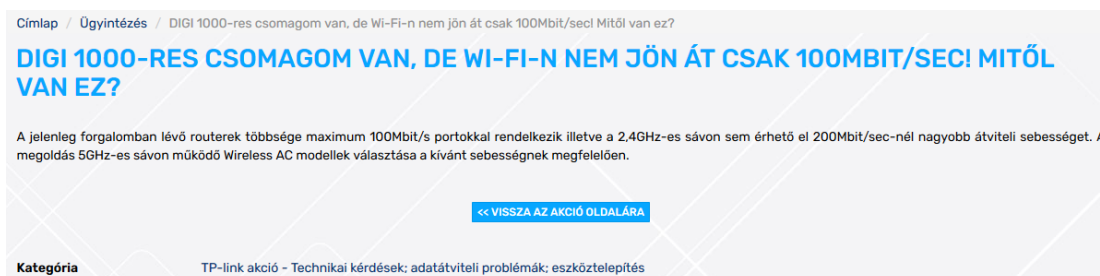 Címlap / Ügyintézés / DIGI 1000-res csomagom van, de Wi-Fi-n nem jön át csak 100Mbit/sec! Mitől van ez?
DIGI 1000-RES CSOMAGOM VAN, DE WI-FI-N NEM JÖN ÁT CSAK 100MBIT/SEC! MITŐL
VAN EZ?
A jelenleg forgalomban lévő routerek többsége maximum 100Mbit/s portokkal rendelkezik illetve a 2,4GHz-es sávon sem érhető el 200Mbit/sec-nél nagyobb átviteli sebességet. A
megoldás 5GHz-es sávon működő Wireless AC modellek választása a kívánt sebességnek megfelelően.
<< VISSZA AZ AKCIÓ OLDALÁRA
Kategória TP-link akció - Technikai kérdések; adatátviteli problémák; eszköztelepítés